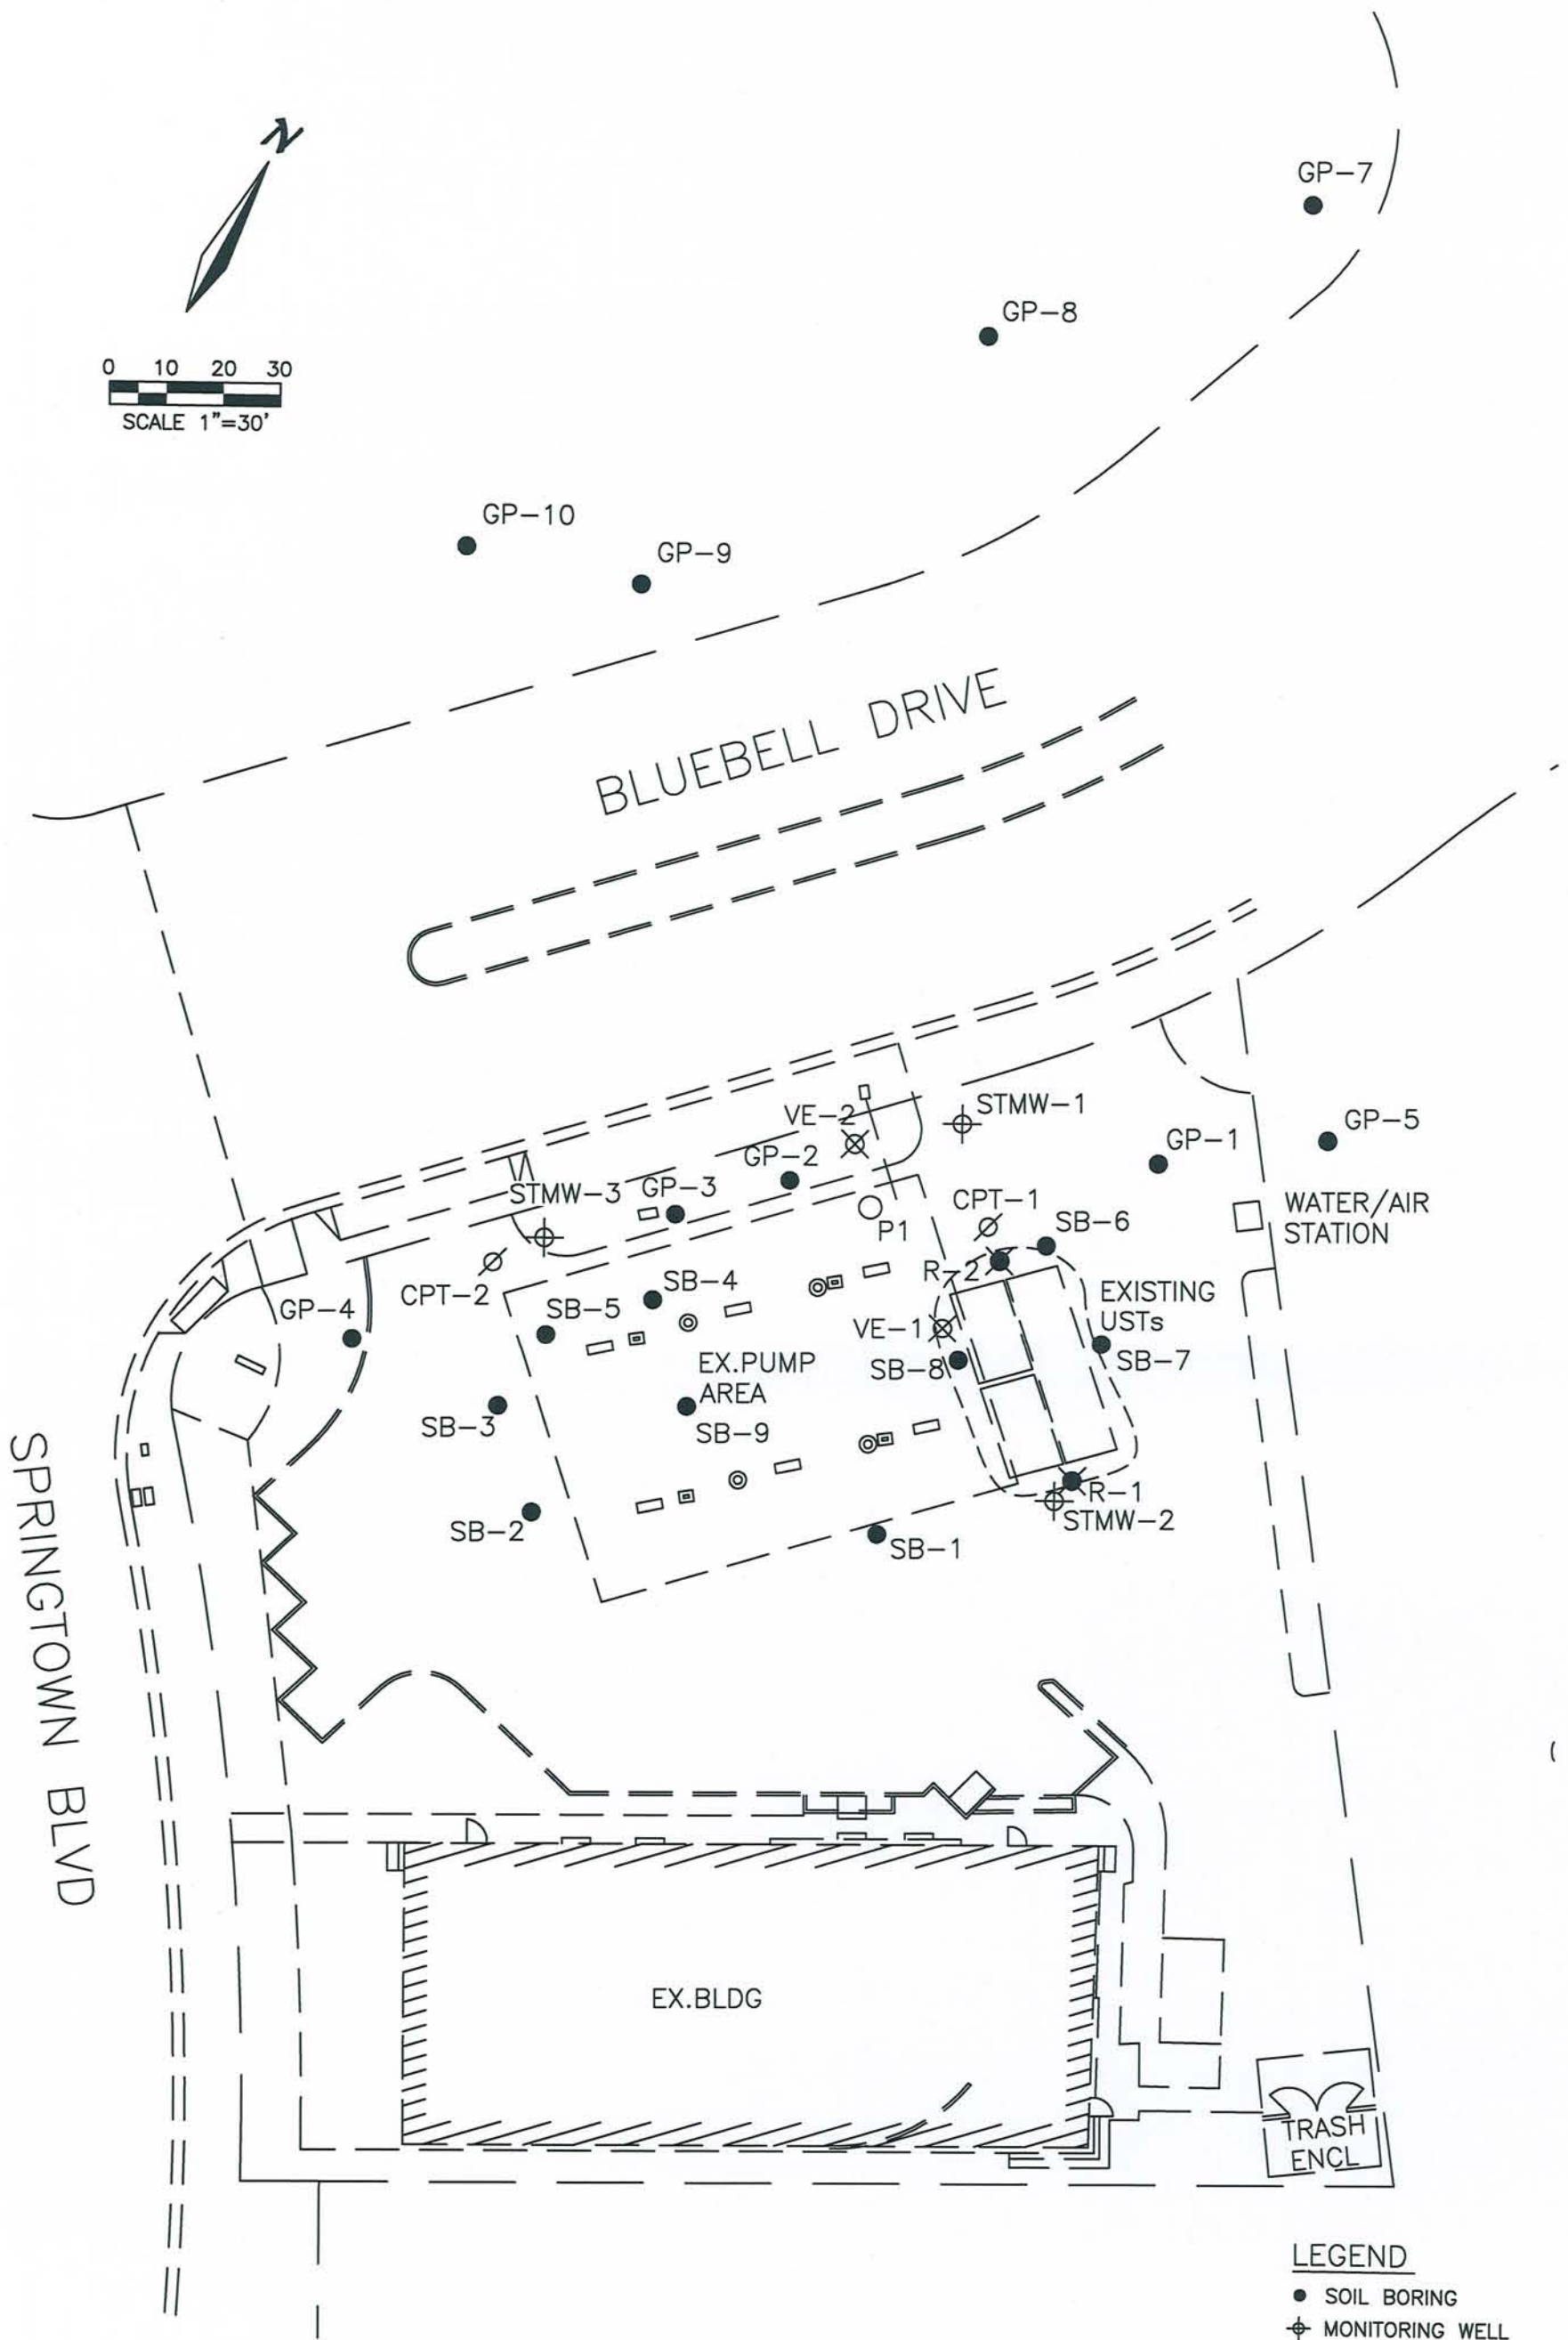 N
GP-7
GP-8
0 10 20 30
SCALE 1"=30'
GP-10
GP-9
BLUEBELL DRIVE
VE-2
STMW-1
GP-5
GP-1
GP-2
STMW-3
GP-3
CPT-1
WATER/AIR
STATION
SB-6
P1
R-2
SB-4
CPT-2
EXISTING
USTs
GP-4
SB-5
VE-1
SB-7
EX.PUMP
AREA
SB-8
SB-3
SB-9
R-1
STMW-2
SB-2
SB-1
SPRINGTOWN BLVD
EX.BLDG
TRASH
ENCL
LEGEND
SOIL BORING
MONITORING WELL